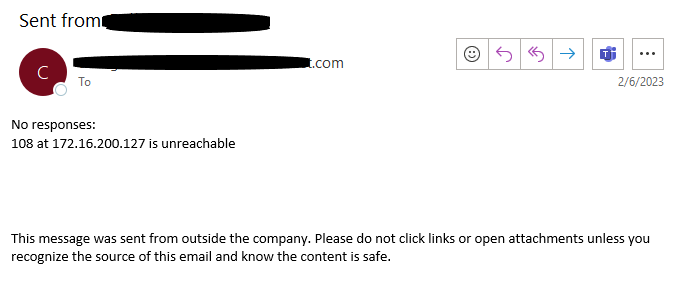 Sent from
C
.com
To
2/6/2023
No responses:
108 at 172.16.200.127 is unreachable
This message was sent from outside the company. Please do not click links or open attachments unless you
recognize the source of this email and know the content is safe.